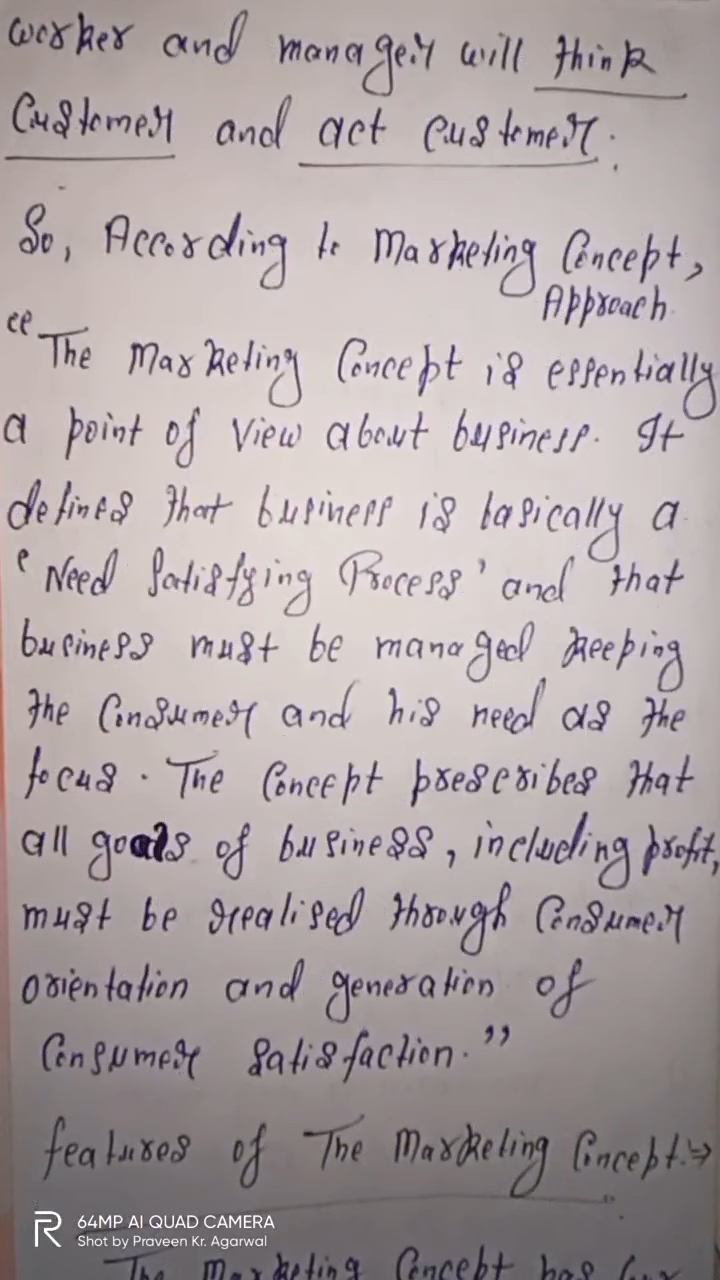 worker and manager will think
Customer and act customer.
So, According to Marketing Concept,
Approach
"The Marketing Concept is essentially
a point of view about business. It
defines that business is basically a
'Need Satisfying Process' and that
business must be managed keeping
the Consumer and his need as the
focus. The Concept prescribes that
all goals of business, including profit,
must be realised through Consumer
orientation and generation of
Consumer satisfaction."
features of The Marketing Concept:⇒
64MP AI QUAD CAMERA
Shot by Praveen Kr. Agarwal
The Marketing Concept has